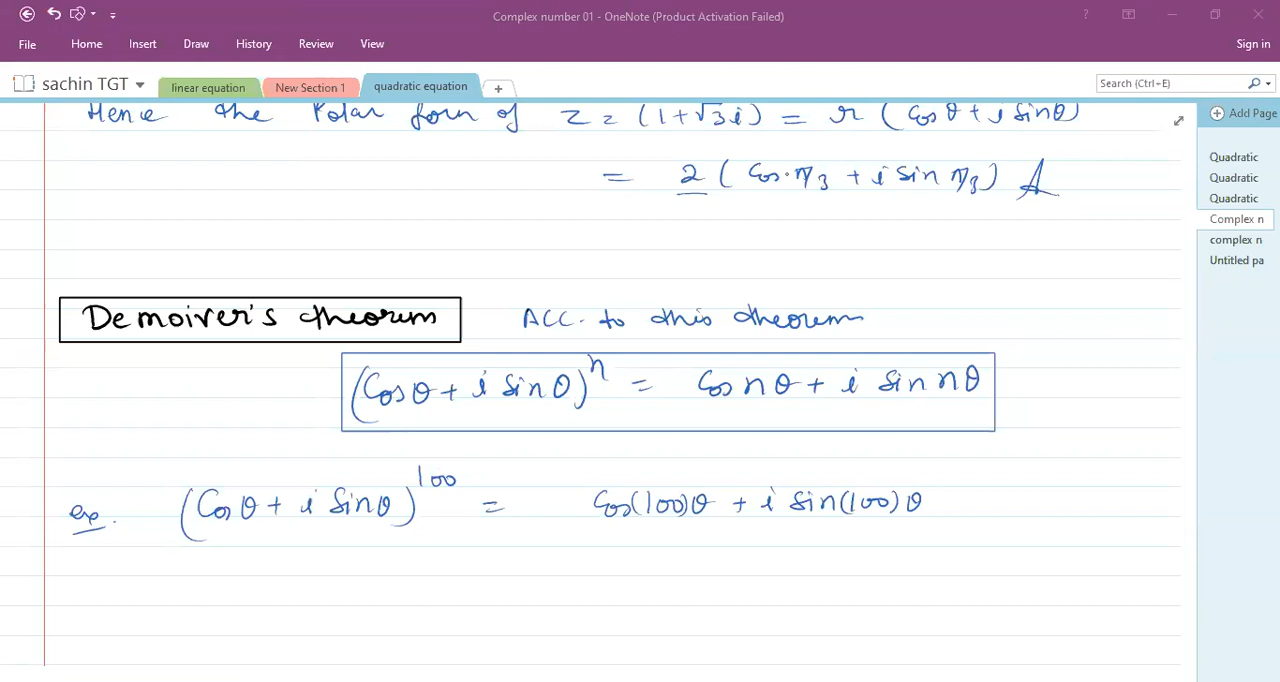 Complex number 01 - OneNote (Product Activation Failed)
?
File Home Insert Draw History Review View Sign in
sachin TGT linear equation New Section 1 quadratic equation + Search (Ctrl+E)
Add Page
Hence the Polar form of z = (1+√3i) = r (Cosθ + i sinθ)
= 2 (Cos π/3 + i sin π/3) A
Quadratic
Quadratic
Quadratic
Complex n
complex n
Untitled pa
Demoiver's theorem Acc. to this theorem
(Cosθ + i sinθ)^n = Cos nθ + i sin nθ
ex. (Cosθ + i sinθ)^100 = Cos(100)θ + i sin(100)θ